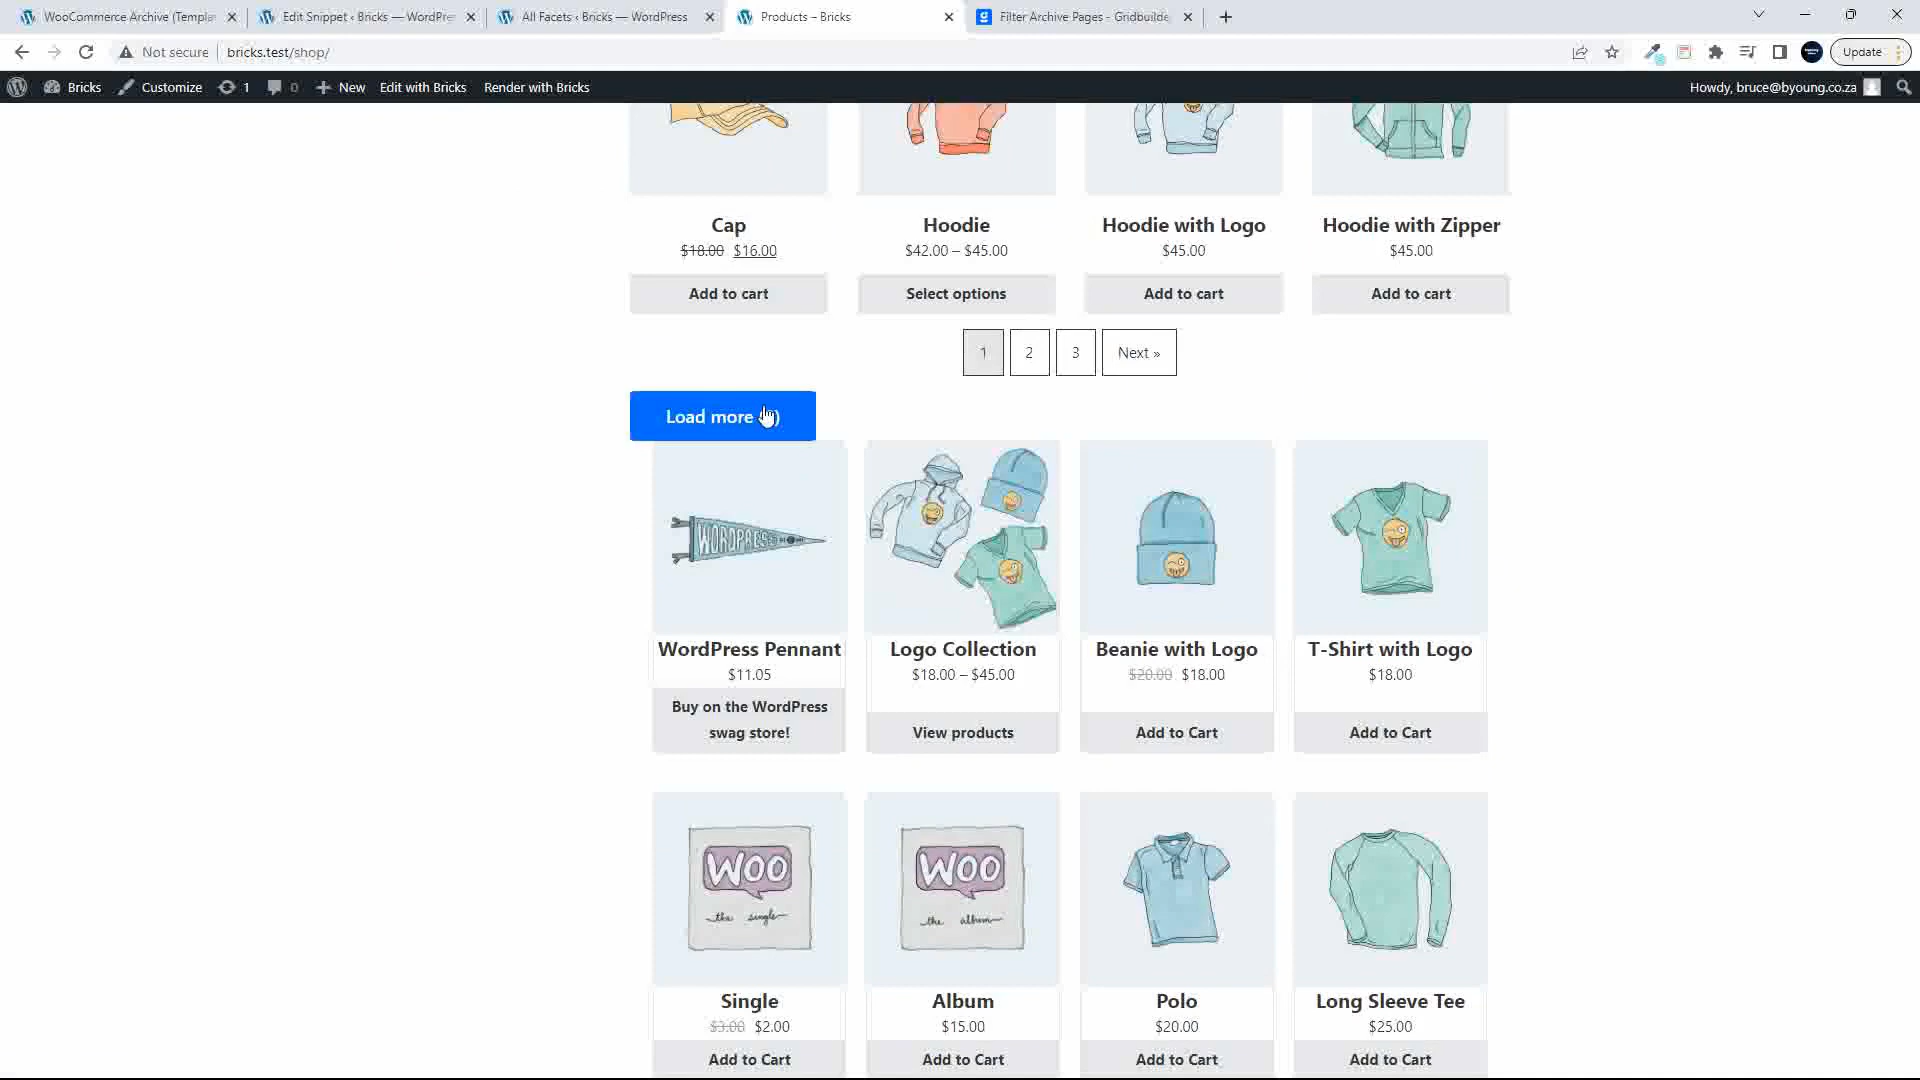 WooCommerce Archive (Templa
Edit Snippet ‹ Bricks — WordPre
All Facets ‹ Bricks — WordPress
Products – Bricks
Filter Archive Pages - Gridbuilde
Not secure
bricks.test/shop/
Update
Bricks
Customize
1
0
New
Edit with Bricks
Render with Bricks
Howdy, bruce@byoung.co.za
Cap
Hoodie
Hoodie with Logo
Hoodie with Zipper
$18.00 $16.00
$42.00 – $45.00
$45.00
$45.00
Add to cart
Select options
Add to cart
Add to cart
1
2
3
Next »
Load more
WORDPRESS
WordPress Pennant
Logo Collection
Beanie with Logo
T-Shirt with Logo
$11.05
$18.00 – $45.00
$20.00 $18.00
$18.00
Buy on the WordPress
swag store!
View products
Add to Cart
Add to Cart
WOO
the single
WOO
the album
Single
Album
Polo
Long Sleeve Tee
$3.00 $2.00
$15.00
$20.00
$25.00
Add to Cart
Add to Cart
Add to Cart
Add to Cart